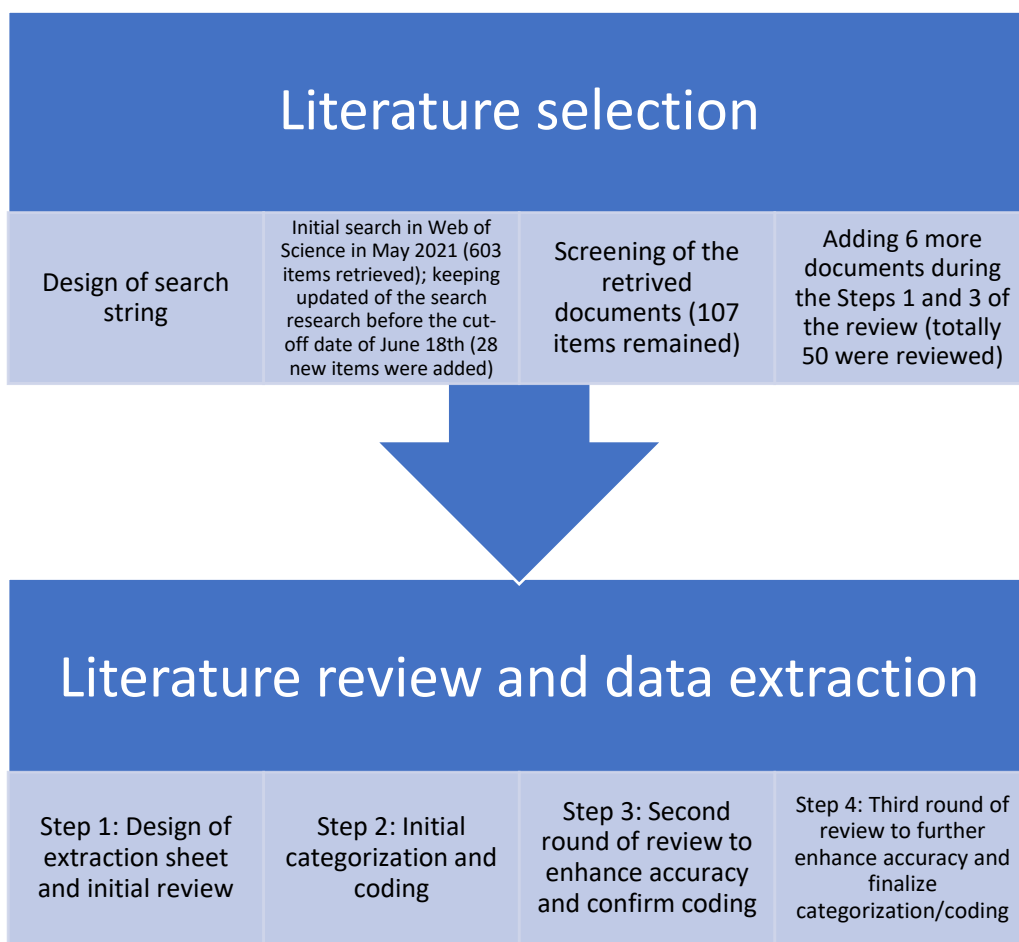 Literature selection
Design of search
string
Initial search in Web of
Science in May 2021 (603
items retrieved); keeping
updated of the search
research before the cut-
off date of June 18th (28
new items were added)
Screening of the
retrived
documents (107
items remained)
Adding 6 more
documents during
the Steps 1 and 3 of
the review (totally
50 were reviewed)
Literature review and data extraction
Step 1: Design of
extraction sheet
and initial review
Step 2: Initial
categorization and
coding
Step 3: Second
round of review to
enhance accuracy
and confirm coding
Step 4: Third round of
review to further
enhance accuracy and
finalize
categorization/coding